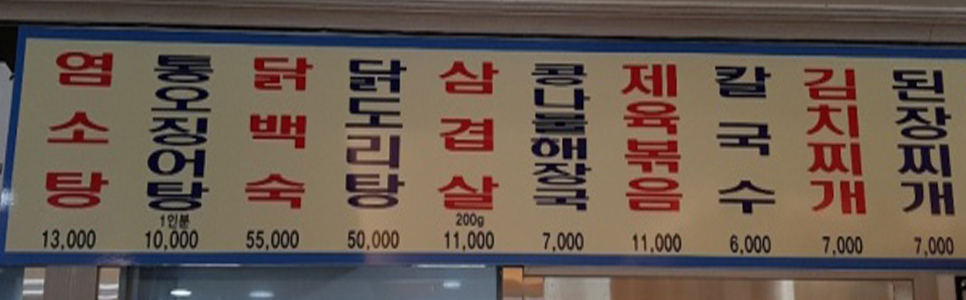 염소탕
13,000
통오징어탕
1인분
10,000
닭백숙
55,000
닭도리탕
50,000
삼겹살
200g
11,000
콩나물해장국
7,000
제육볶음
11,000
칼국수
6,000
김치찌개
7,000
된장찌개
7,000